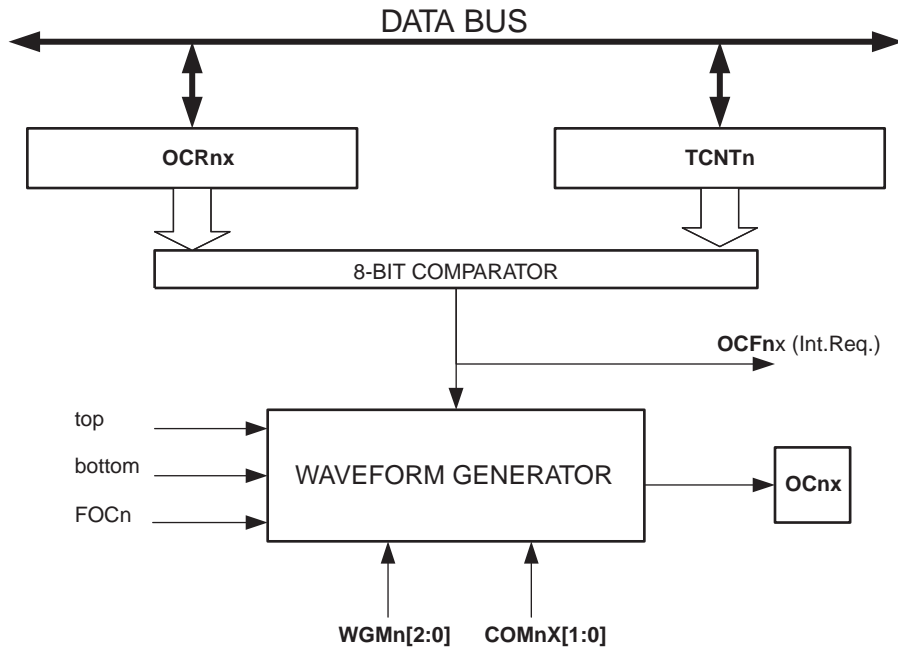 DATA BUS
OCRnx
TCNTn
8-BIT COMPARATOR
OCFnx (Int.Req.)
top
bottom
FOCn
WAVEFORM GENERATOR
OCnx
WGMn[2:0]
COMnX[1:0]